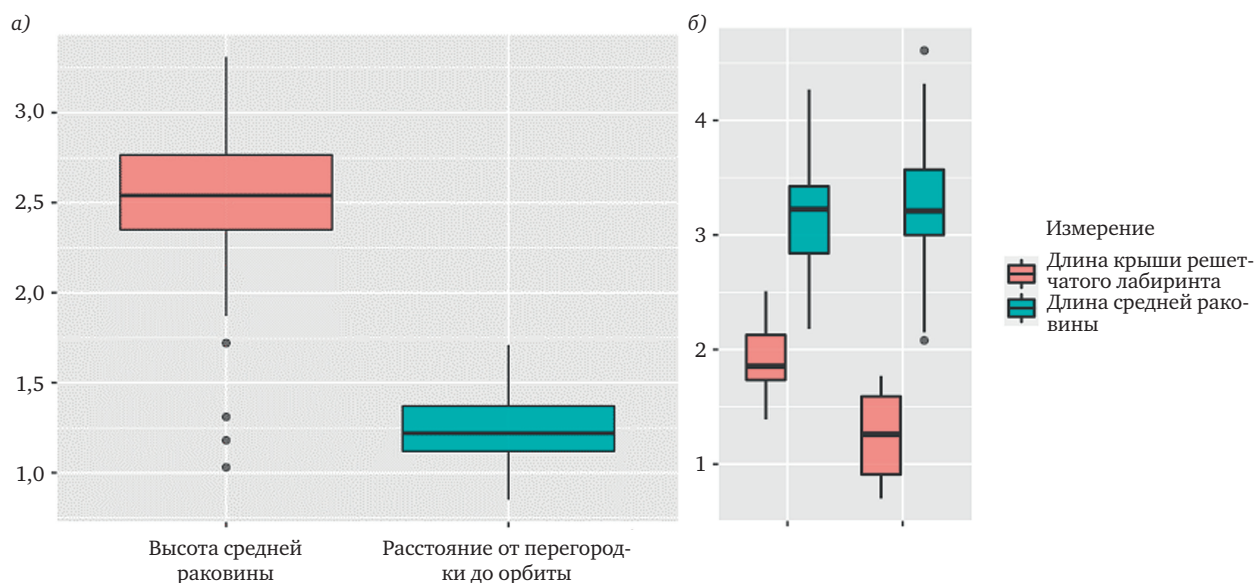 а)
3,0
2,5
2,0
1,5
1,0
Высота средней
раковины
Расстояние от перегород-
ки до орбиты
б)
4
3
2
1
Измерение
Длина крыши решет-
чатого лабиринта
Длина средней рако-
вины